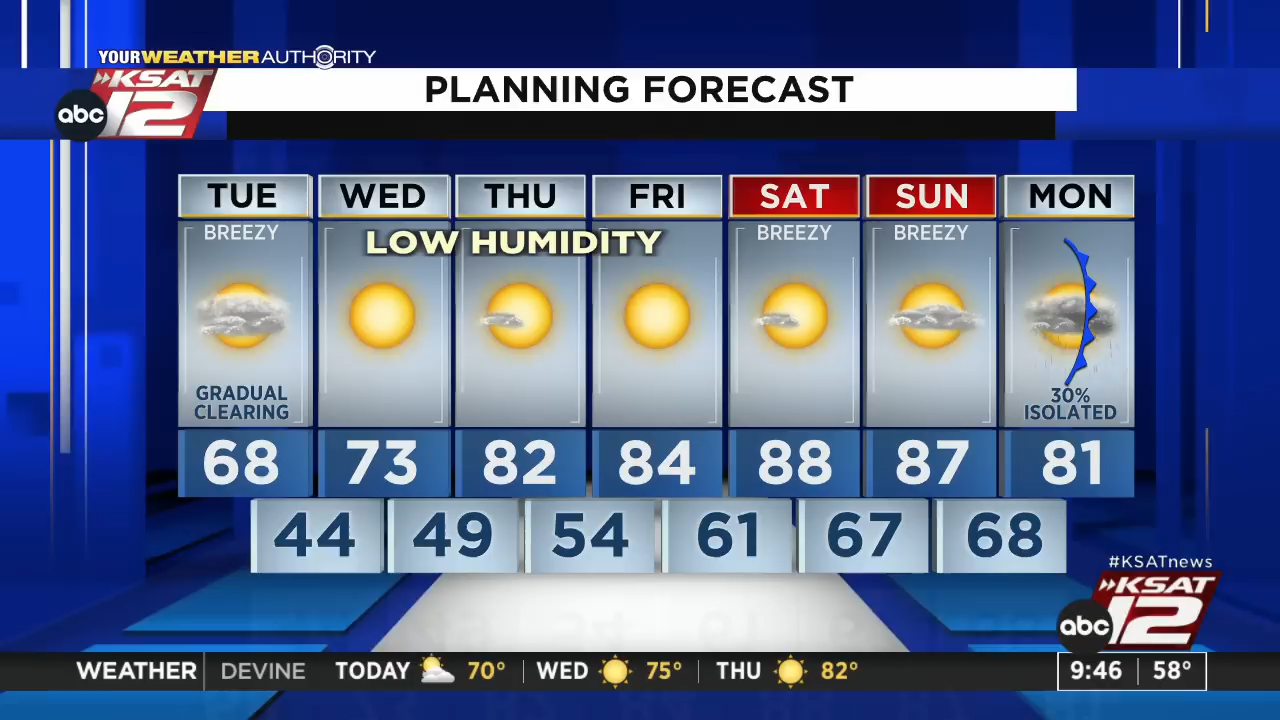 YOURWEATHERAUTHORITY
KSAT
abc 12
PLANNING FORECAST
TUE WED THU FRI SAT SUN MON
BREEZY BREEZY BREEZY
LOW HUMIDITY
GRADUAL
CLEARING
30%
ISOLATED
68 73 82 84 88 87 81
44 49 54 61 67 68
#KSATnews
KSAT
abc 12
WEATHER DEVINE TODAY 70° WED 75° THU 82° 9:46 58°